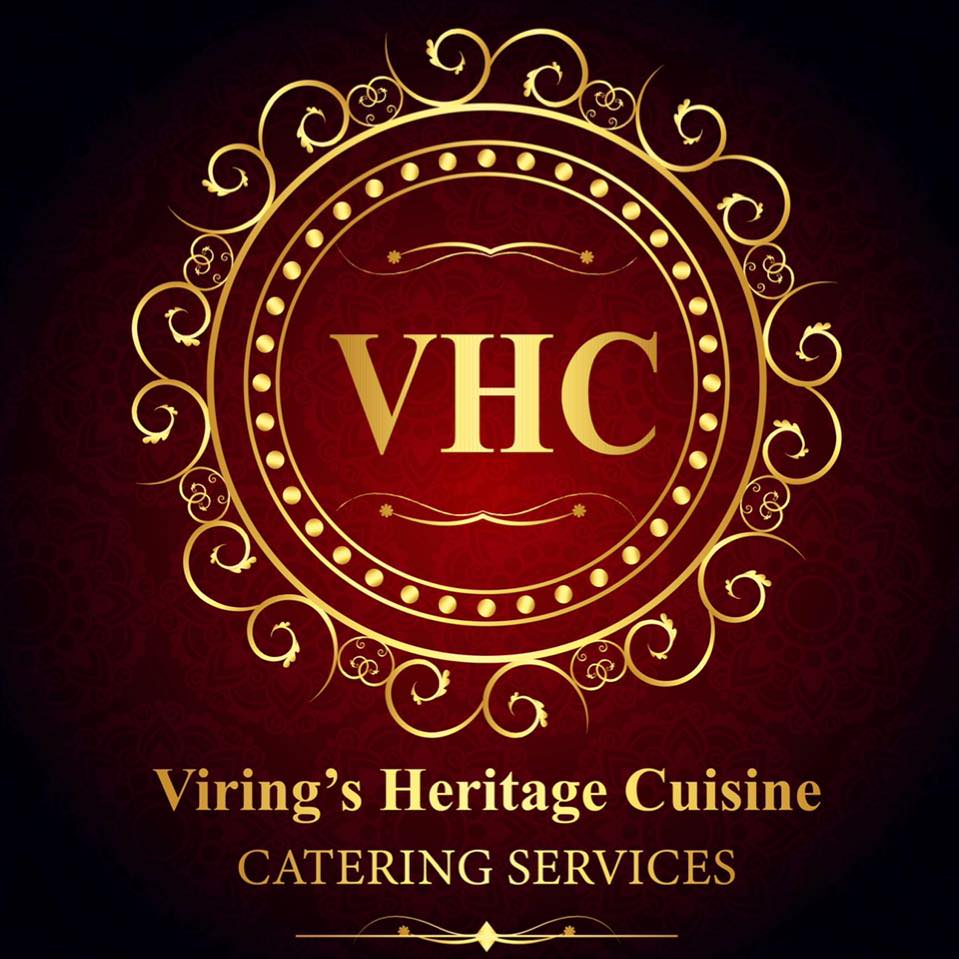 VHC
Viring’s Heritage Cuisine
CATERING SERVICES